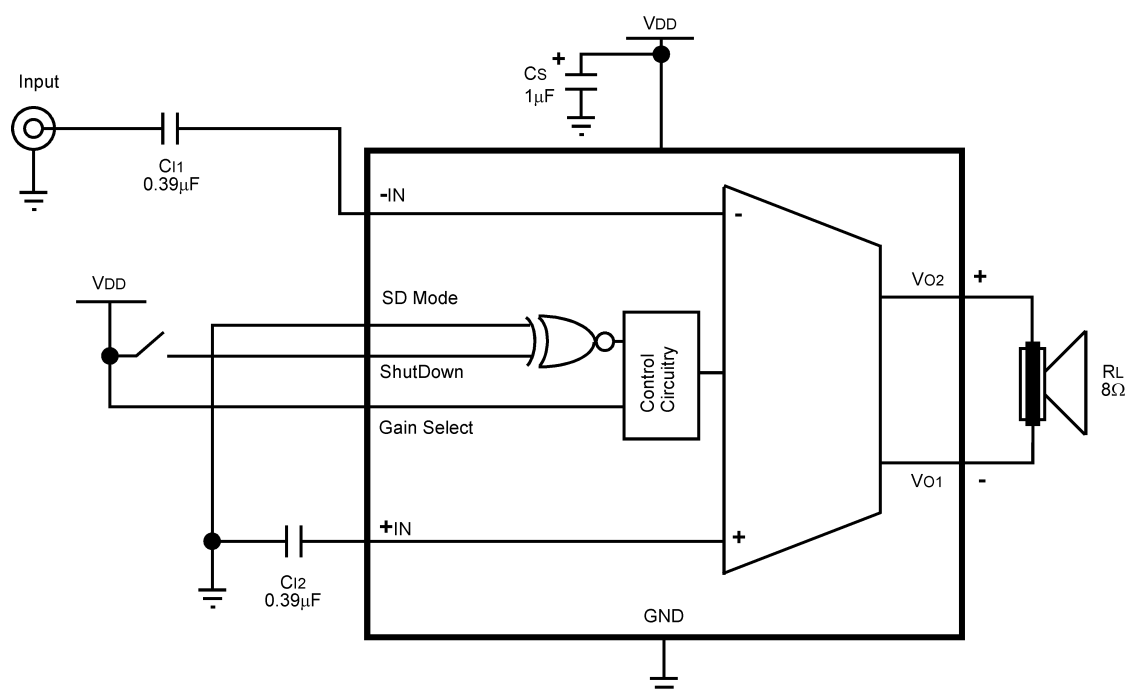 VDD
+
CS
1µF
Input
CI1
0.39µF
-IN
-
VDD
SD Mode
ShutDown
Gain Select
Control
Circuitry
VO2
+
RL
8Ω
VO1
-
+IN
+
CI2
0.39µF
GND